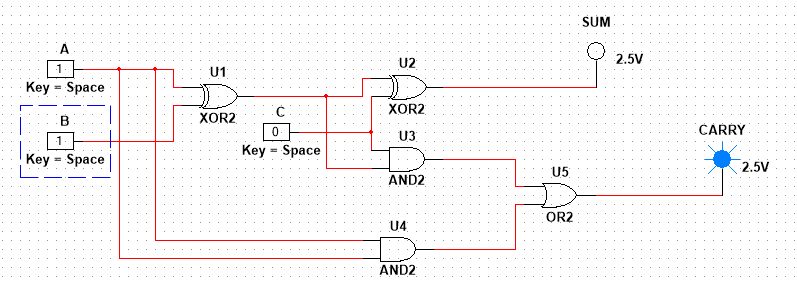 SUM
2.5V
A
1
Key = Space
U1
XOR2
U2
XOR2
C
0
Key = Space
B
1
Key = Space
U3
AND2
CARRY
2.5V
U5
OR2
U4
AND2